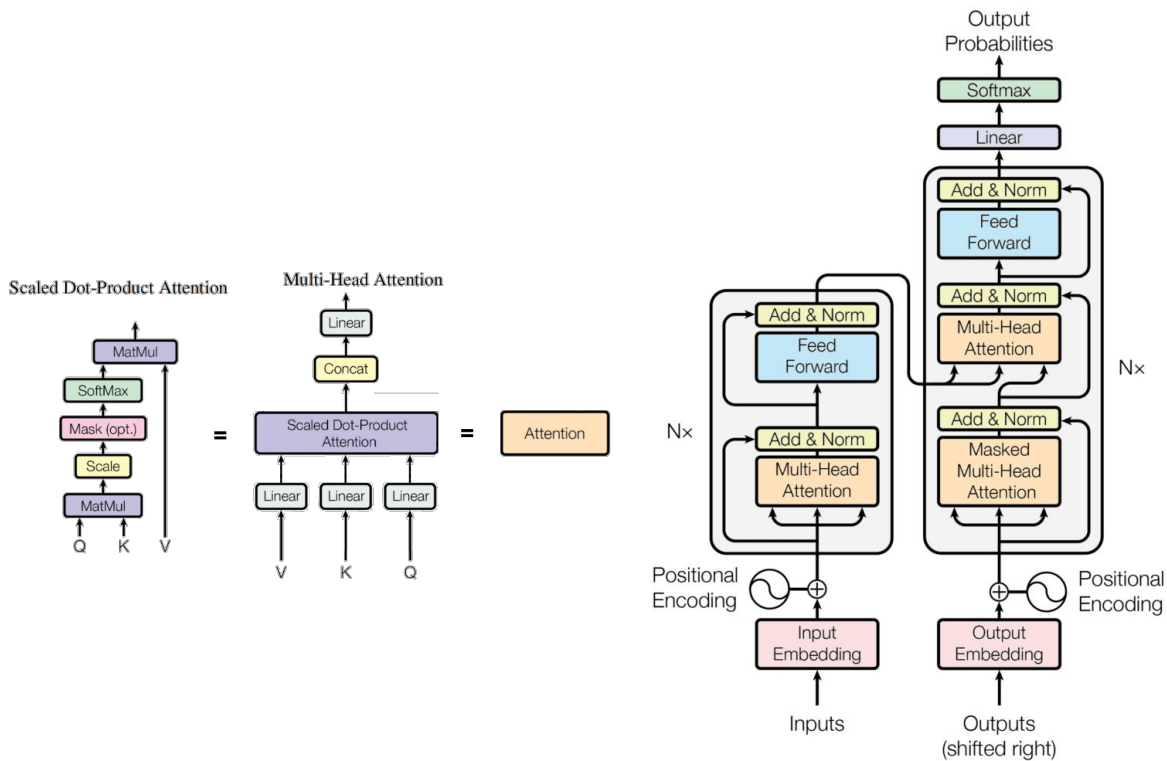 Scaled Dot-Product Attention
MatMul
SoftMax
Mask (opt.)
Scale
MatMul
Q K V
=
Multi-Head Attention
Linear
Concat
Scaled Dot-Product
Attention
Linear Linear Linear
V K Q
=
Attention
Output
Probabilities
Softmax
Linear
Add & Norm
Feed
Forward
Add & Norm
Multi-Head
Attention
Add & Norm
Masked
Multi-Head
Attention
N×
Add & Norm
Feed
Forward
Add & Norm
Multi-Head
Attention
N×
Positional
Encoding
Positional
Encoding
Input
Embedding
Output
Embedding
Inputs
Outputs
(shifted right)